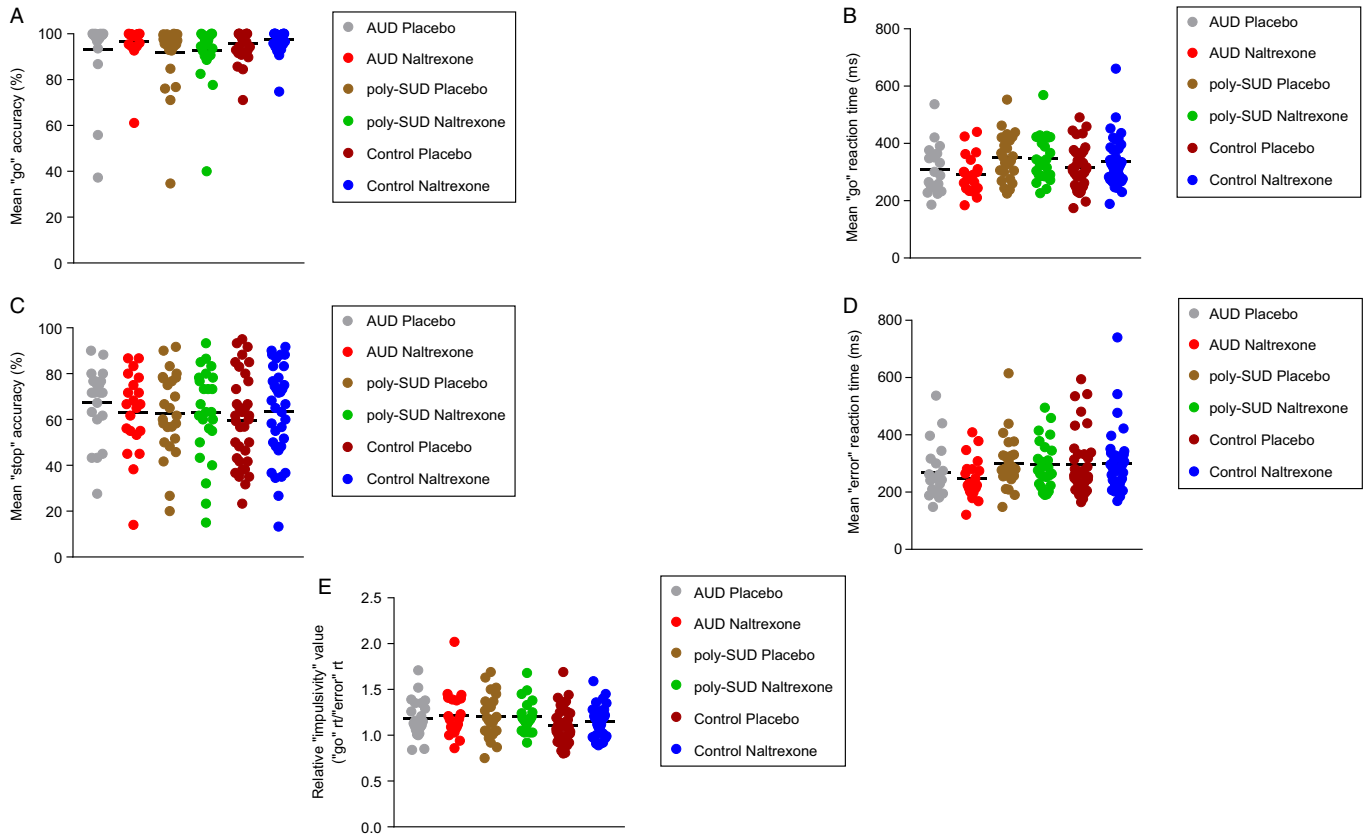 A
Mean "go" accuracy (%)
100
80
60
40
20
0
AUD Placebo
AUD Naltrexone
poly-SUD Placebo
poly-SUD Naltrexone
Control Placebo
Control Naltrexone
B
Mean "go" reaction time (ms)
800
600
400
200
0
AUD Placebo
AUD Naltrexone
poly-SUD Placebo
poly-SUD Naltrexone
Control Placebo
Control Naltrexone
C
Mean "stop" accuracy (%)
100
80
60
40
20
0
AUD Placebo
AUD Naltrexone
poly-SUD Placebo
poly-SUD Naltrexone
Control Placebo
Control Naltrexone
D
Mean "error" reaction time (ms)
800
600
400
200
0
AUD Placebo
AUD Naltrexone
poly-SUD Placebo
poly-SUD Naltrexone
Control Placebo
Control Naltrexone
E
Relative "impulsivity" value
("go" rt/"error" rt
2.5
2.0
1.5
1.0
0.5
0.0
AUD Placebo
AUD Naltrexone
poly-SUD Placebo
poly-SUD Naltrexone
Control Placebo
Control Naltrexone